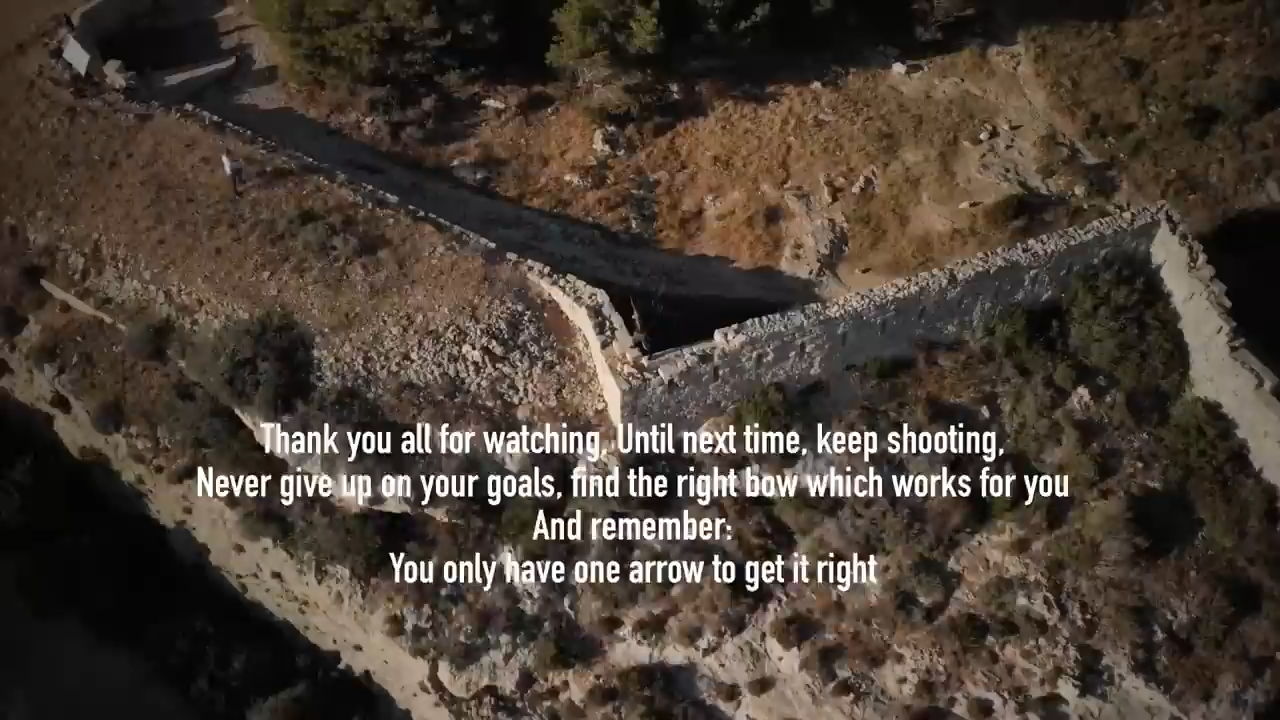 Thank you all for watching, Until next time, keep shooting,
Never give up on your goals, find the right bow which works for you
And remember:
You only have one arrow to get it right